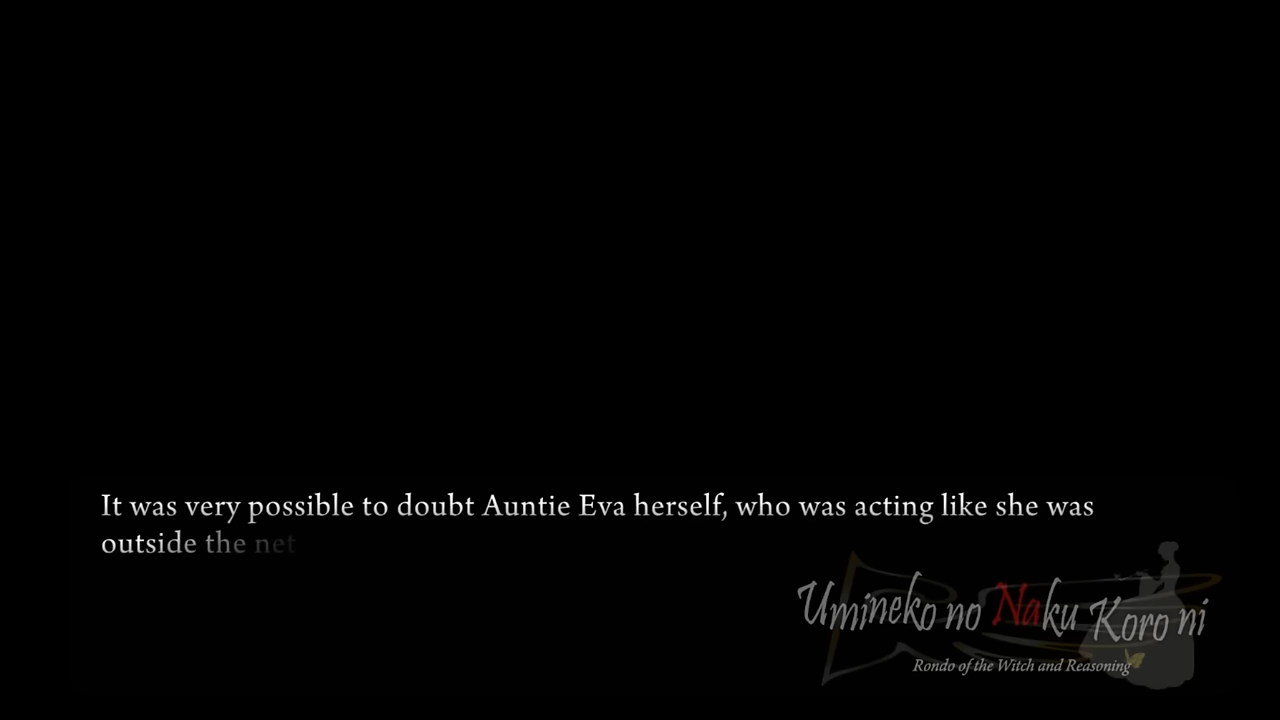 It was very possible to doubt Auntie Eva herself, who was acting like she was
outside the net
Umineko no Naku Koro ni
Rondo of the Witch and Reasoning